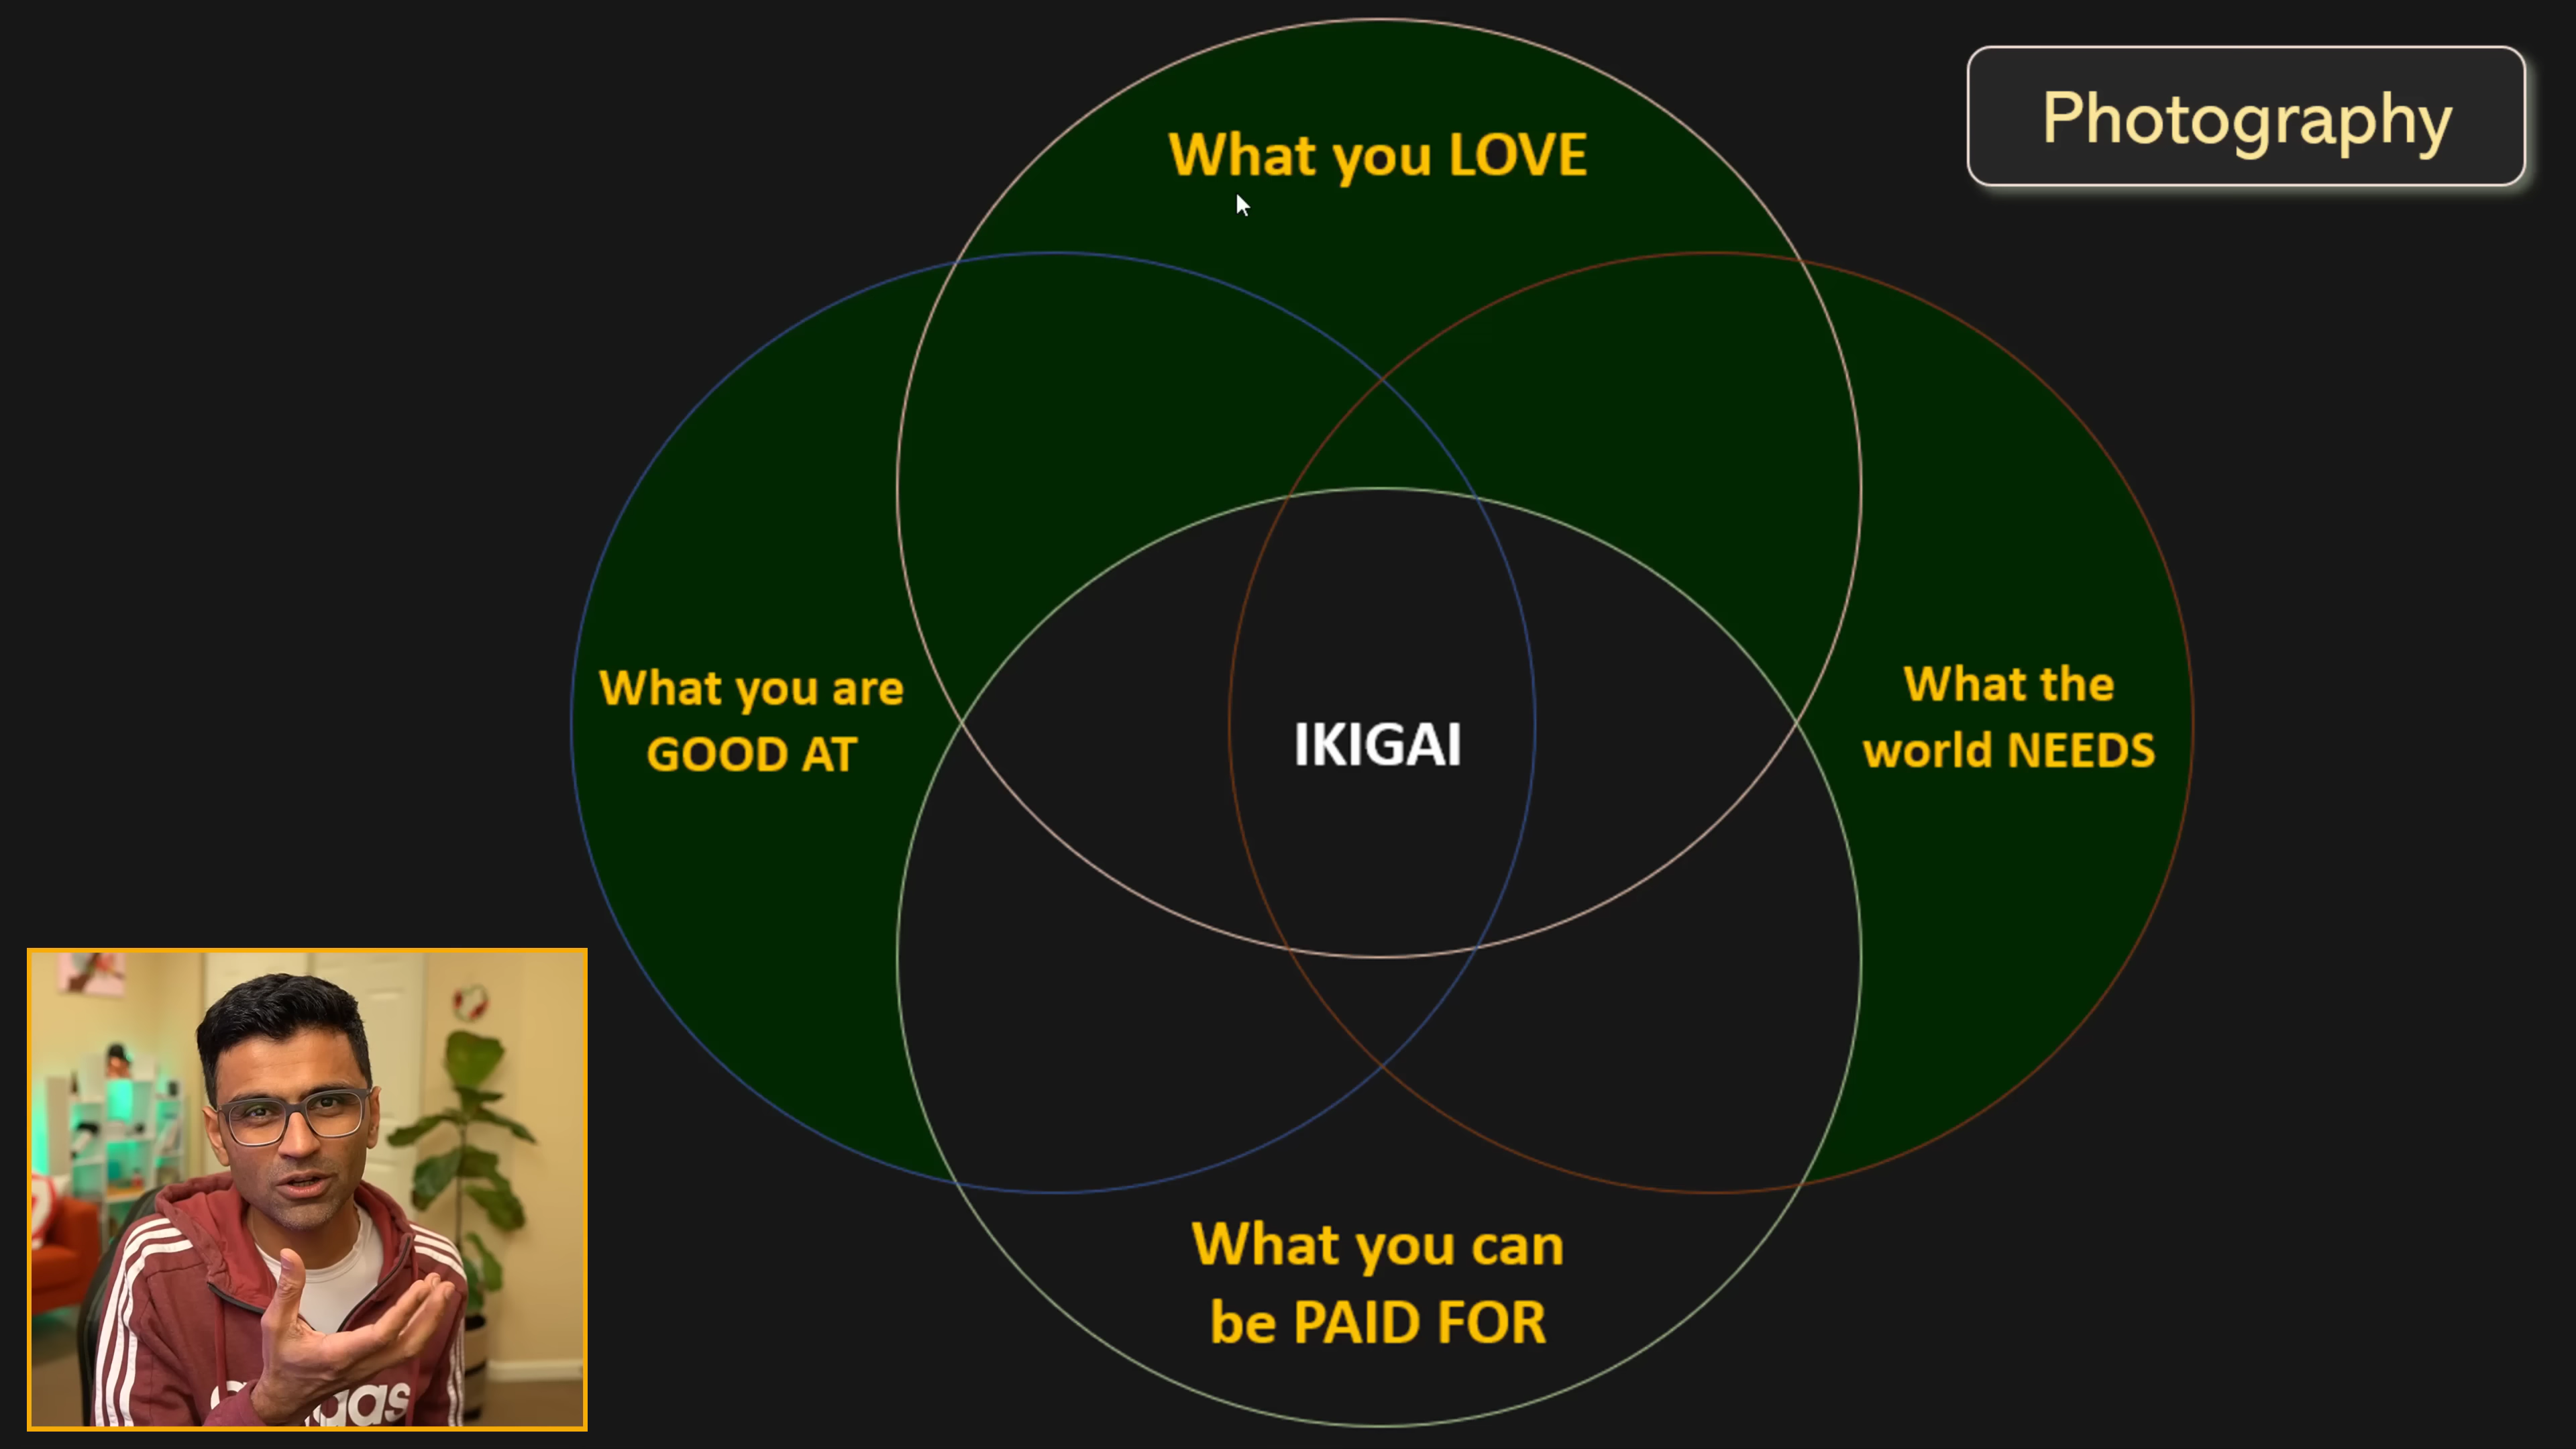 Photography
What you LOVE
What you are
GOOD AT
IKIGAI
What the
world NEEDS
What you can
be PAID FOR